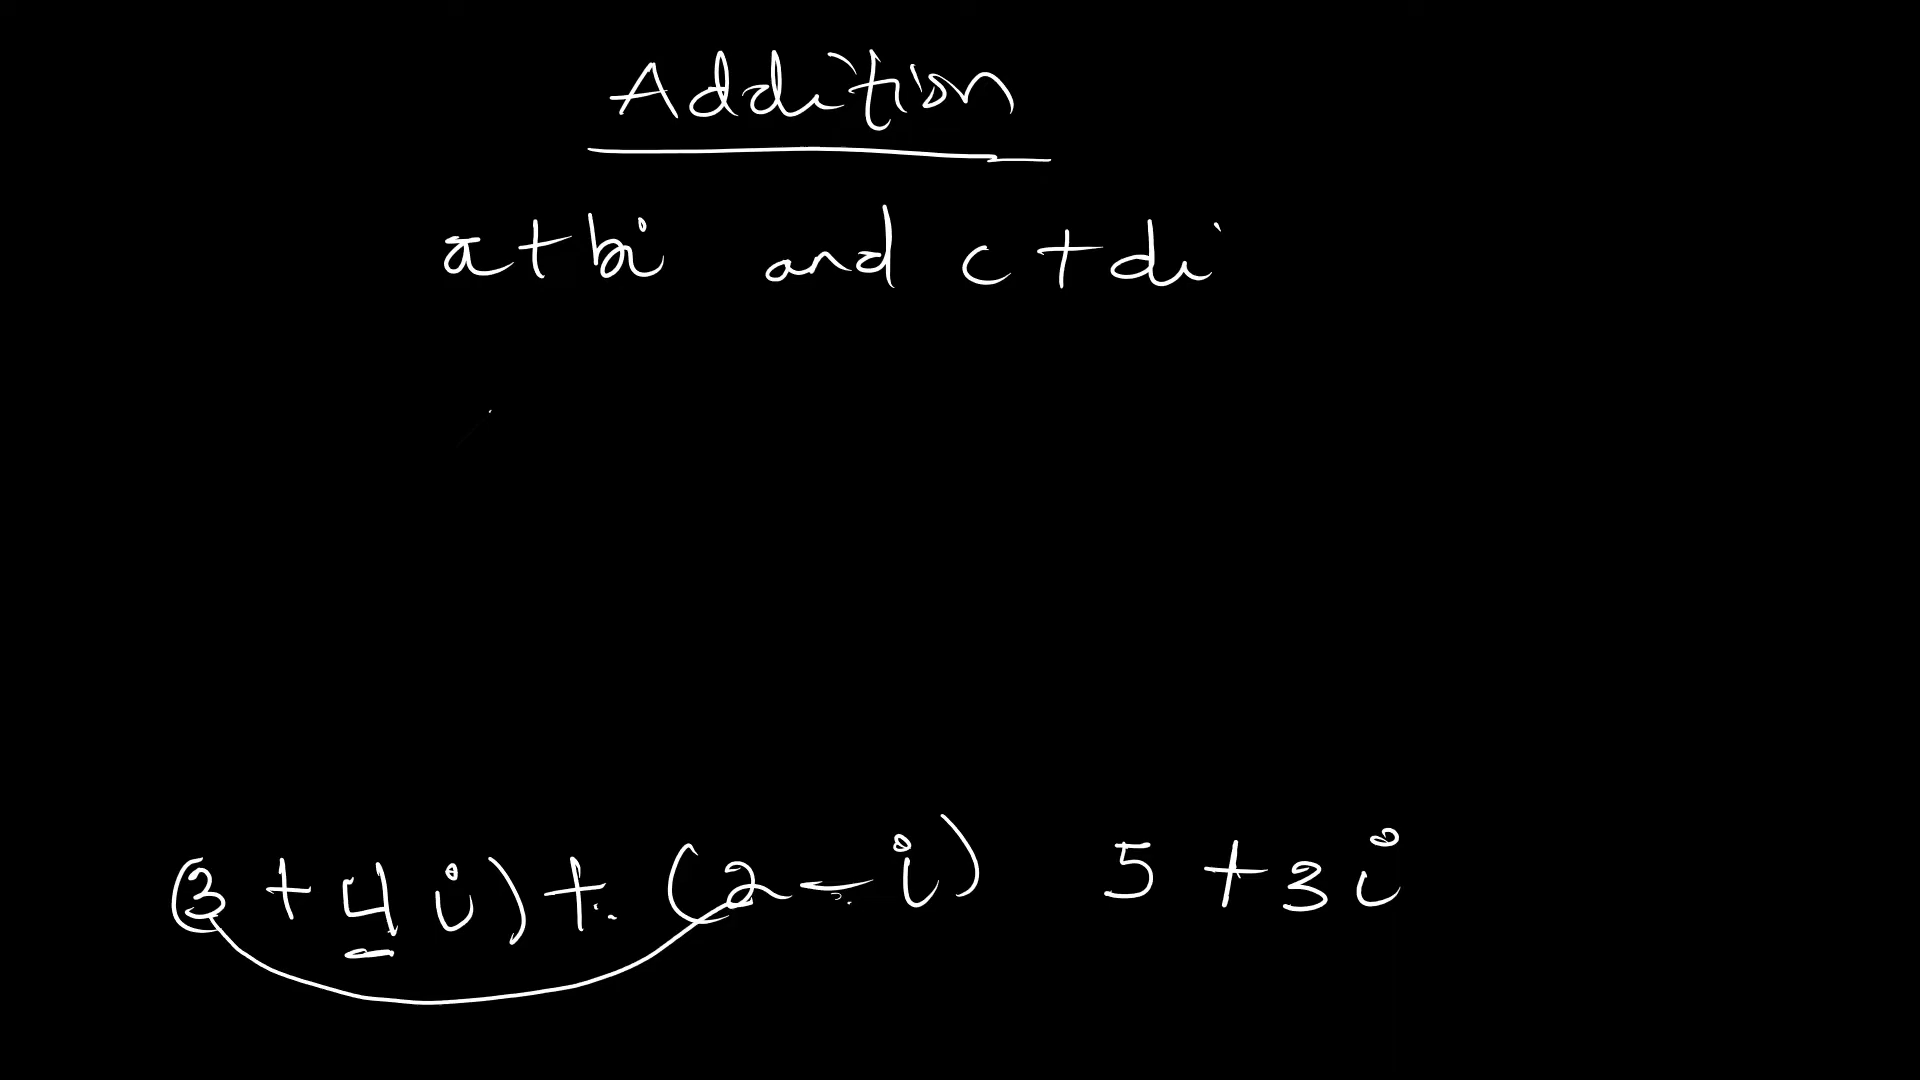 Addition
a+bi and c+di
(3+4i)+(2-i) 5+3i